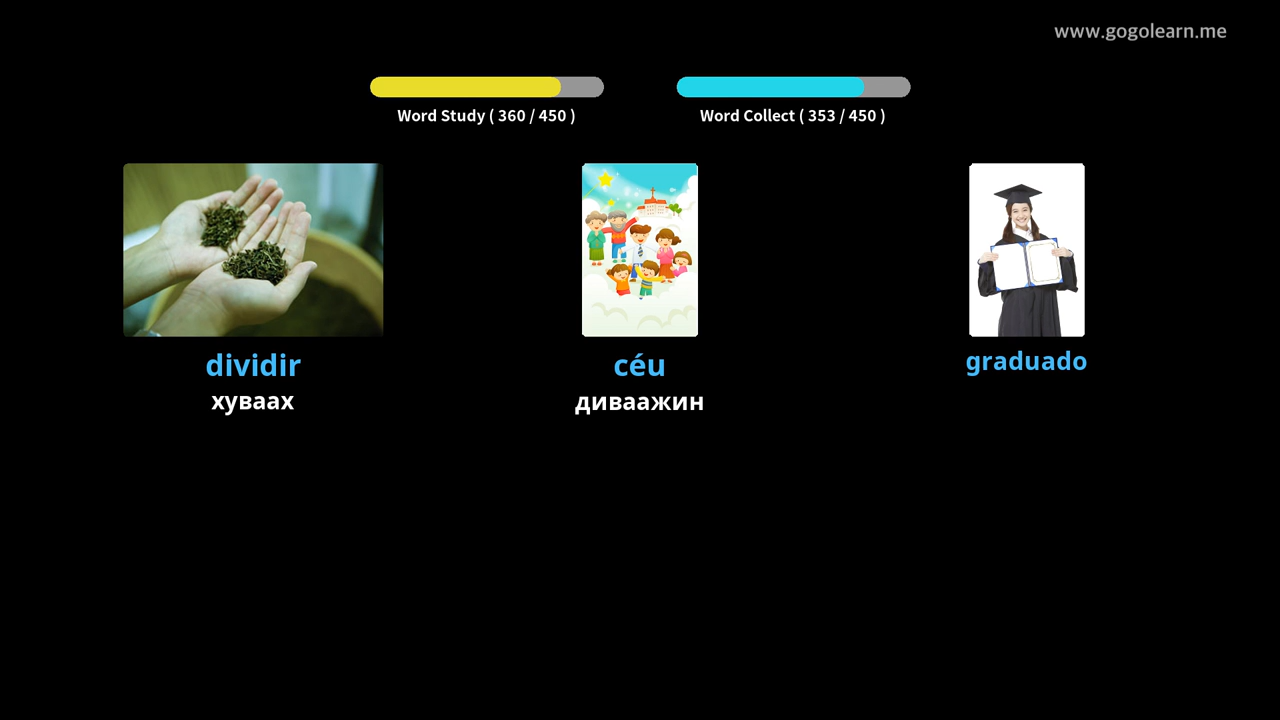 www.gogolearn.me
Word Study ( 360 / 450 )
Word Collect ( 353 / 450 )
dividir
хуваах
céu
диваажин
graduado